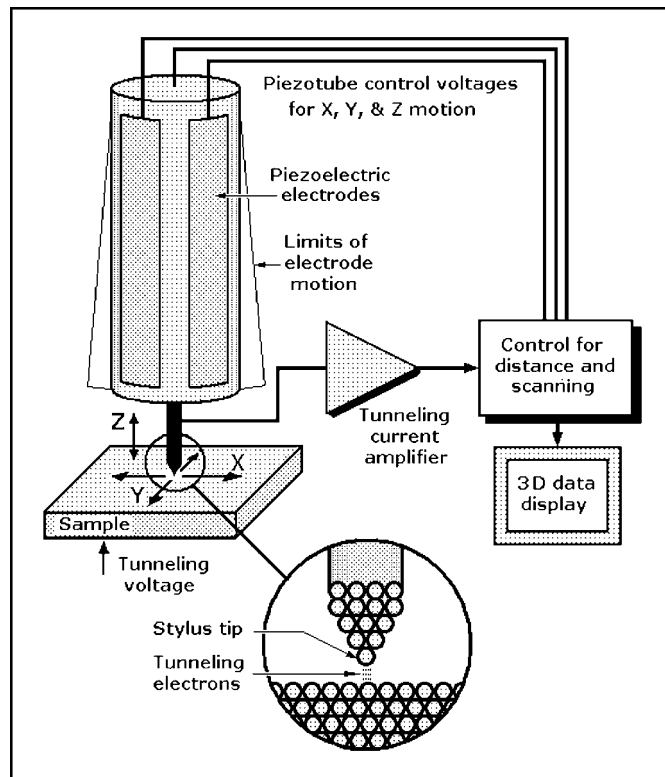 Piezotube control voltages
for X, Y, & Z motion
Piezoelectric
electrodes
Limits of
electrode
motion
Control for
distance and
scanning
Tunneling
current
amplifier
Z
X
Y
3D data
display
Sample
Tunneling
voltage
Stylus tip
Tunneling
electrons